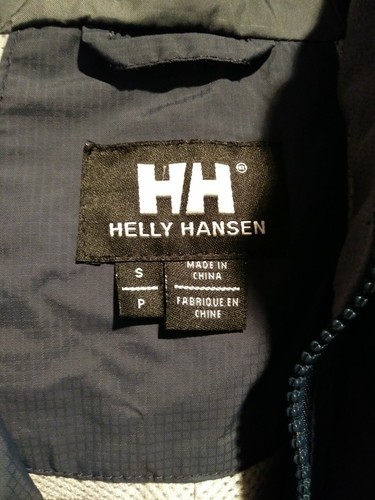 HH®
HELLY HANSEN
S
P
MADE IN
CHINA
FABRIQUE EN
CHINE